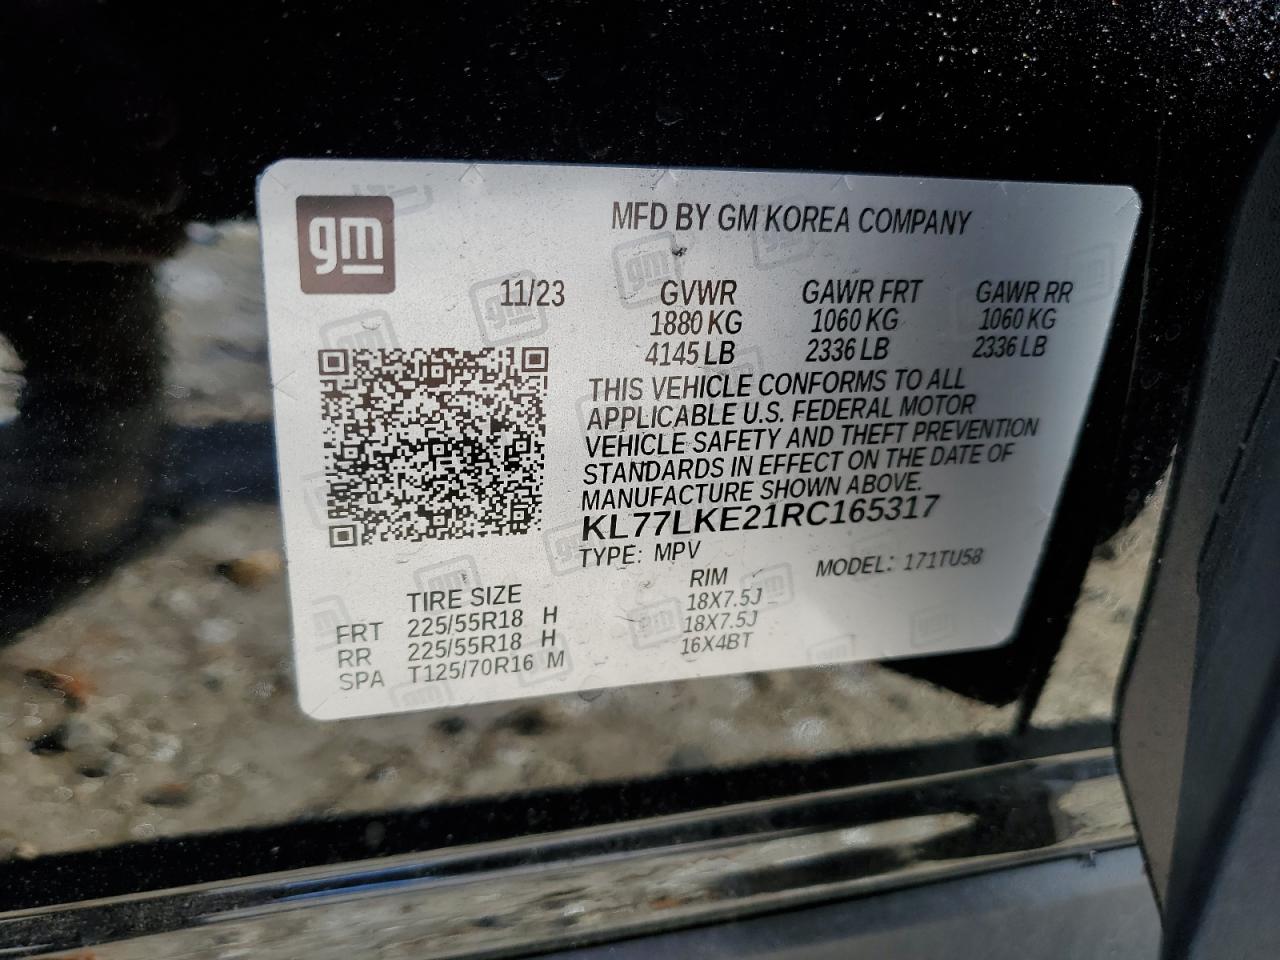 gm
MFD BY GM KOREA COMPANY
11/23 GVWR GAWR FRT GAWR RR
1880 KG 1060 KG 1060 KG
4145 LB 2336 LB 2336 LB
THIS VEHICLE CONFORMS TO ALL
APPLICABLE U.S. FEDERAL MOTOR
VEHICLE SAFETY AND THEFT PREVENTION
STANDARDS IN EFFECT ON THE DATE OF
MANUFACTURE SHOWN ABOVE.
KL77LKE21RC165317
TYPE: MPV MODEL: 171TU58
TIRE SIZE RIM
FRT 225/55R18 H 18X7.5J
RR 225/55R18 H 18X7.5J
SPA T125/70R16 M 16X4BT